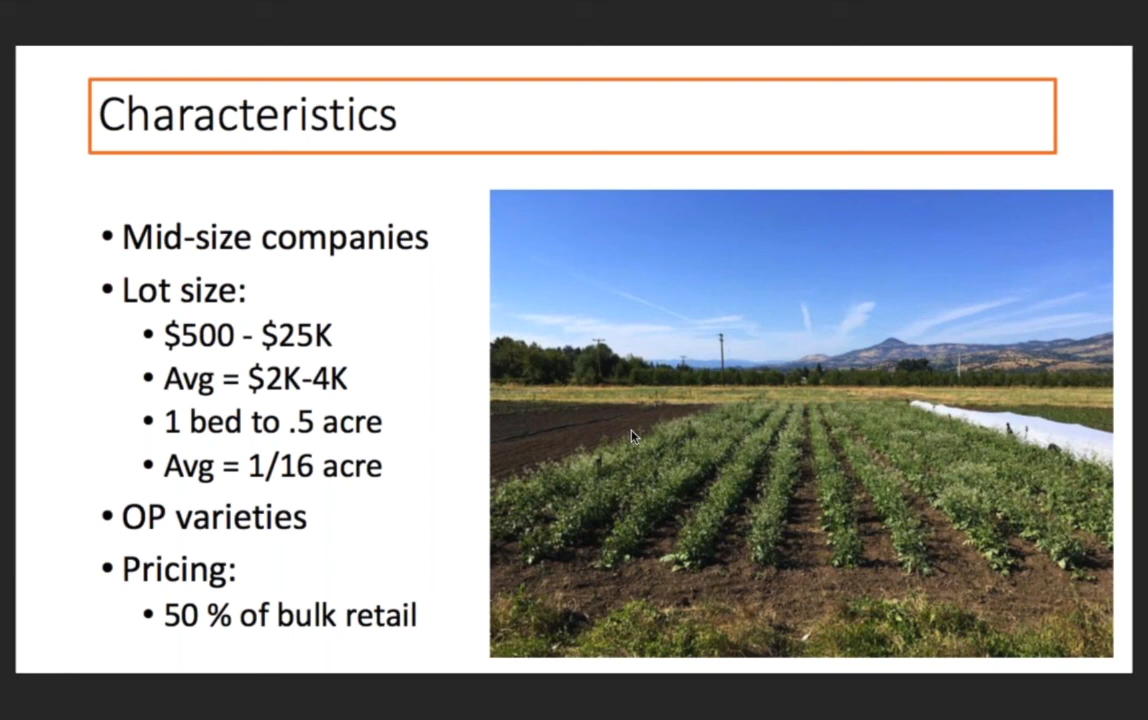 Characteristics
• Mid-size companies
• Lot size:
• $500 - $25K
• Avg = $2K-4K
• 1 bed to .5 acre
• Avg = 1/16 acre
• OP varieties
• Pricing:
• 50 % of bulk retail